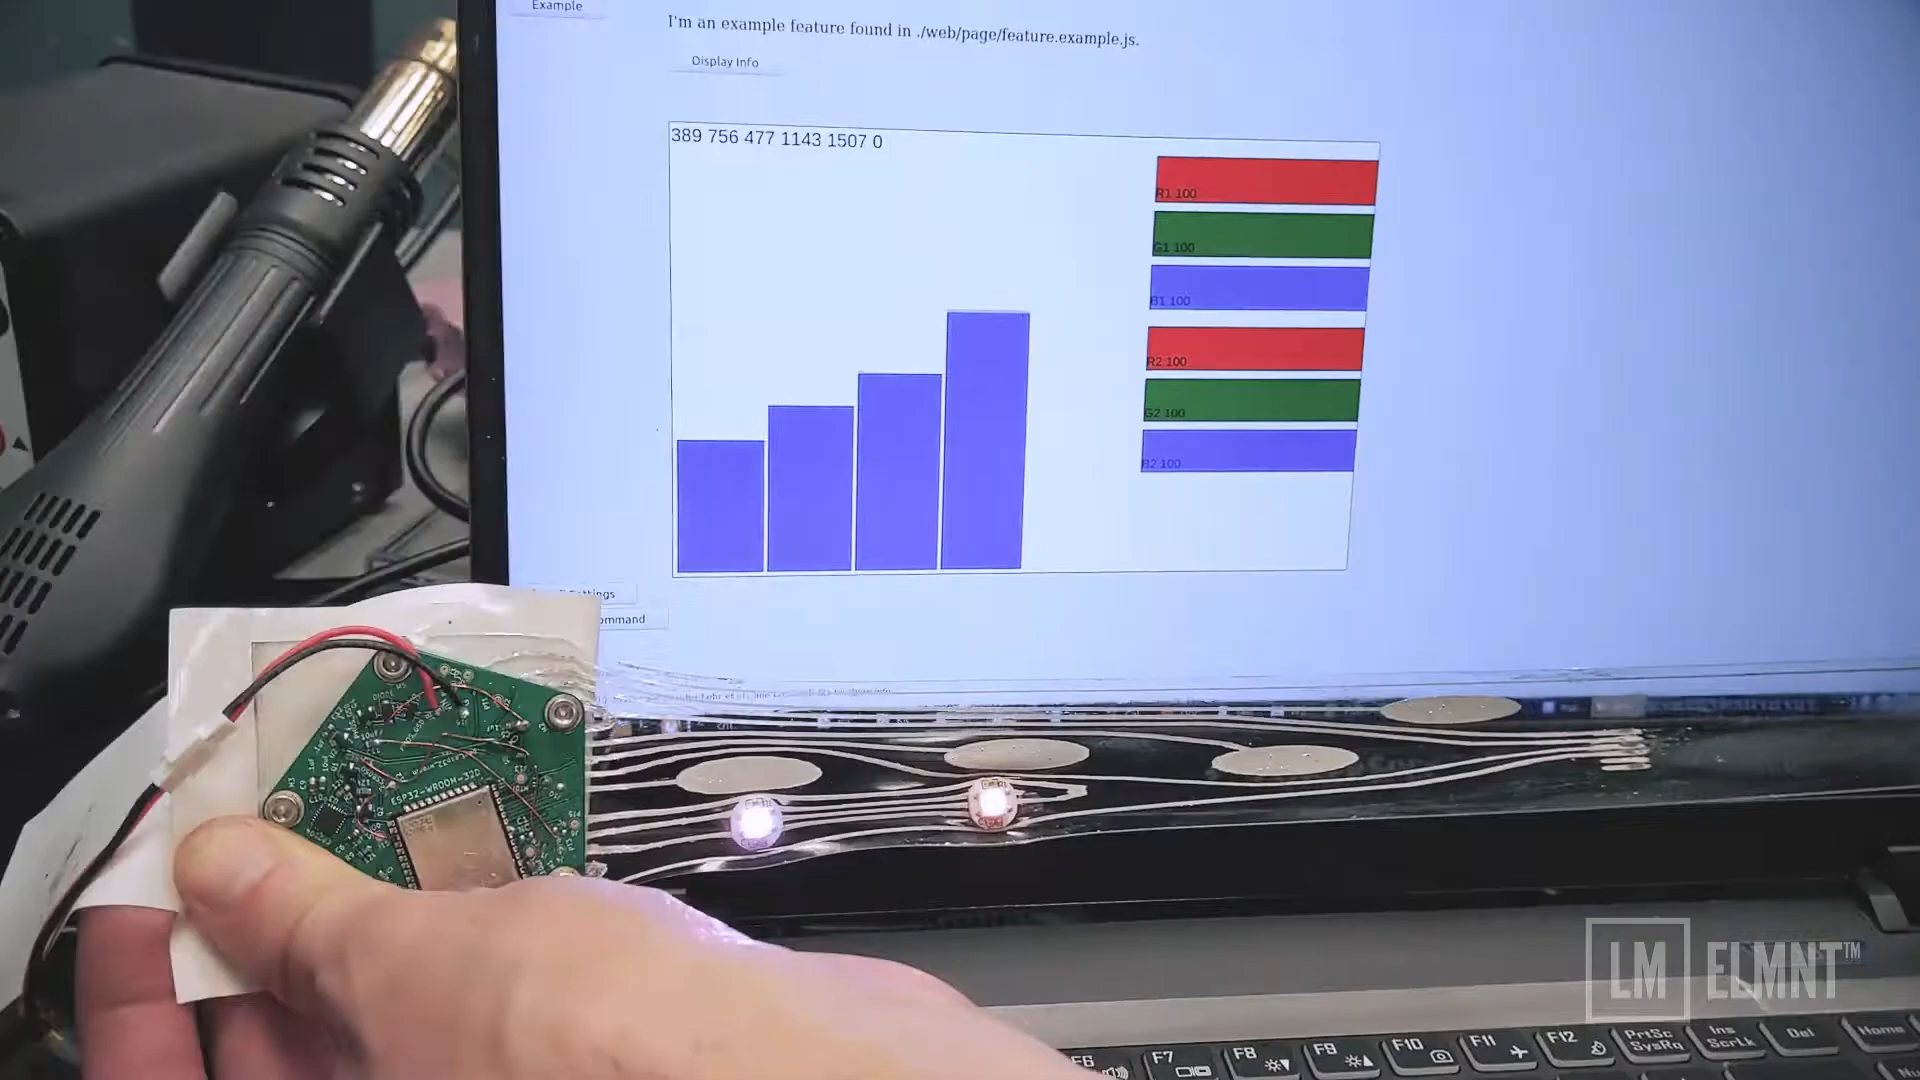 Example
I'm an example feature found in ./web/page/feature.example.js.
Display Info
389 756 477 1143 1507 0
R1 100
G1 100
B1 100
R2 100
G2 100
B2 100
ESP32-WROOM-32D
LM ELMNT™
F6
F7
F8
F9
F10
F11
F12
PrtSc
SysRq
Ins
ScrLk
Del
Home